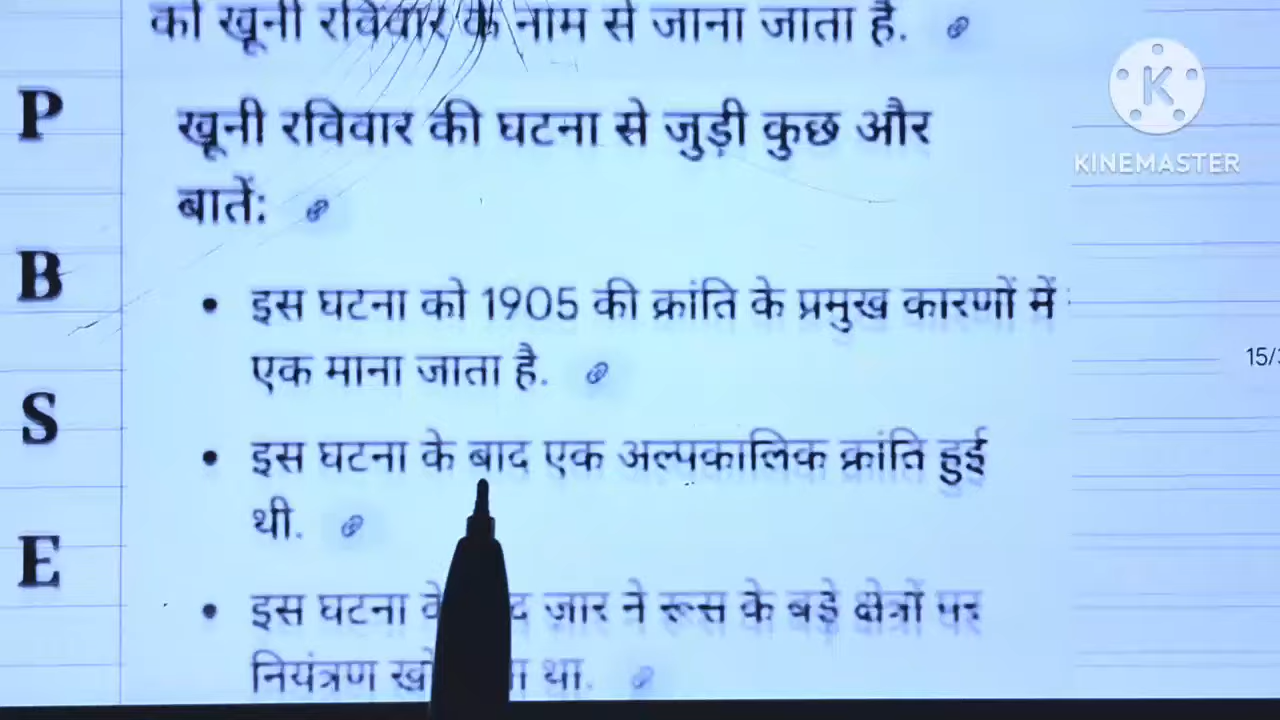 को खूनी रविवार के नाम से जाना जाता है.
खूनी रविवार की घटना से जुड़ी कुछ और
बातें:
इस घटना को 1905 की क्रांति के प्रमुख कारणों में
एक माना जाता है.
इस घटना के बाद एक अल्पकालिक क्रांति हुई
थी.
इस घटना ज़ार ने रूस के बड़े क्षेत्रों पर
नियंत्रण था.
P
B
S
E
K
KINEMASTER
15/